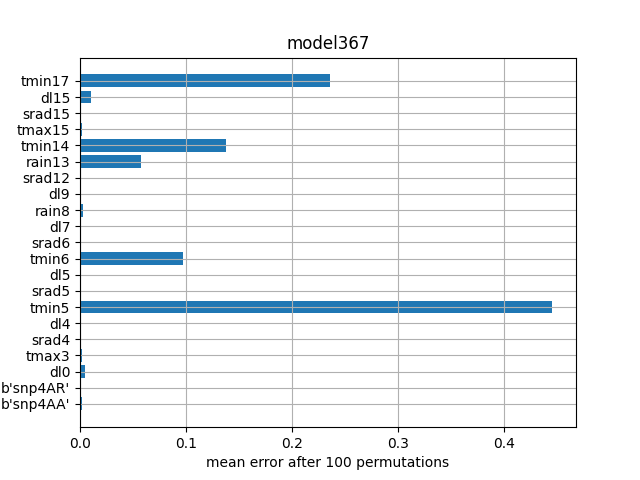 model367
tmin17
dl15
srad15
tmax15
tmin14
rain13
srad12
dl9
rain8
dl7
srad6
tmin6
dl5
srad5
tmin5
dl4
srad4
tmax3
dl0
b'snp4AR'
b'snp4AA'
0.0 0.1 0.2 0.3 0.4
mean error after 100 permutations